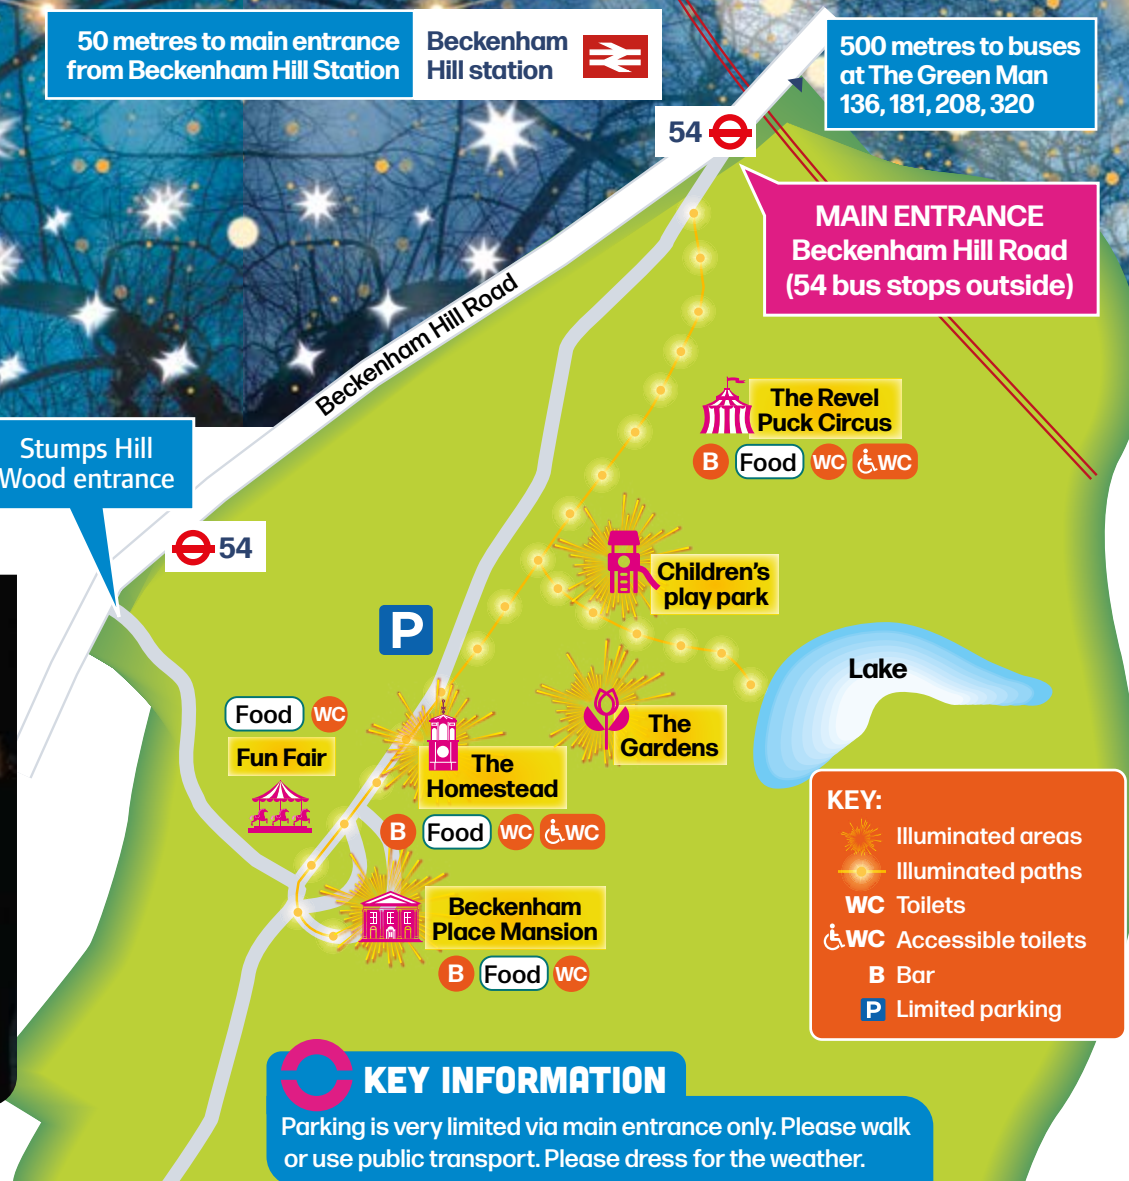 50 metres to main entrance
from Beckenham Hill Station
Beckenham
Hill station
500 metres to buses
at The Green Man
136, 181, 208, 320
54
MAIN ENTRANCE
Beckenham Hill Road
(54 bus stops outside)
Beckenham Hill Road
The Revel
Puck Circus
B Food WC WC
Stumps Hill
Wood entrance
54
Children's
play park
P
Lake
Food WC
Fun Fair
The
Gardens
The
Homestead
B Food WC WC
Beckenham
Place Mansion
B Food WC
KEY:
Illuminated areas
Illuminated paths
WC Toilets
WC Accessible toilets
B Bar
P Limited parking
KEY INFORMATION
Parking is very limited via main entrance only. Please walk
or use public transport. Please dress for the weather.